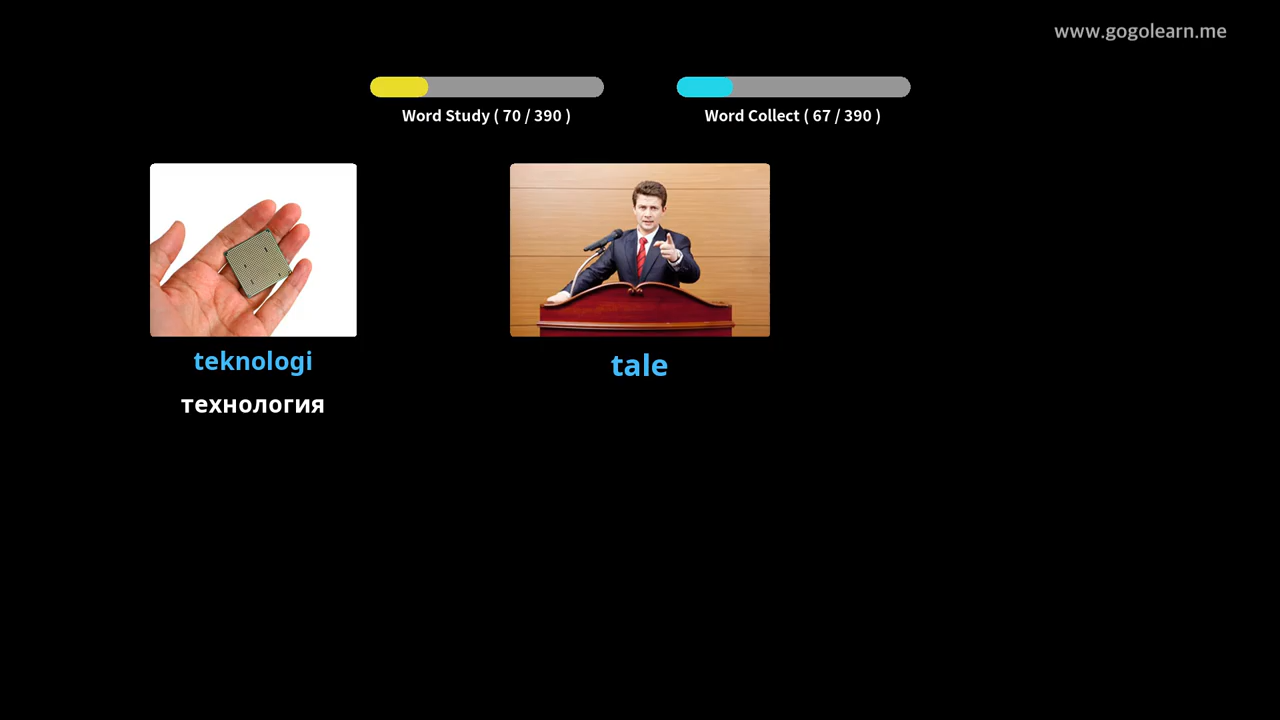 www.gogolearn.me
Word Study ( 70 / 390 )
Word Collect ( 67 / 390 )
teknologi
технология
tale